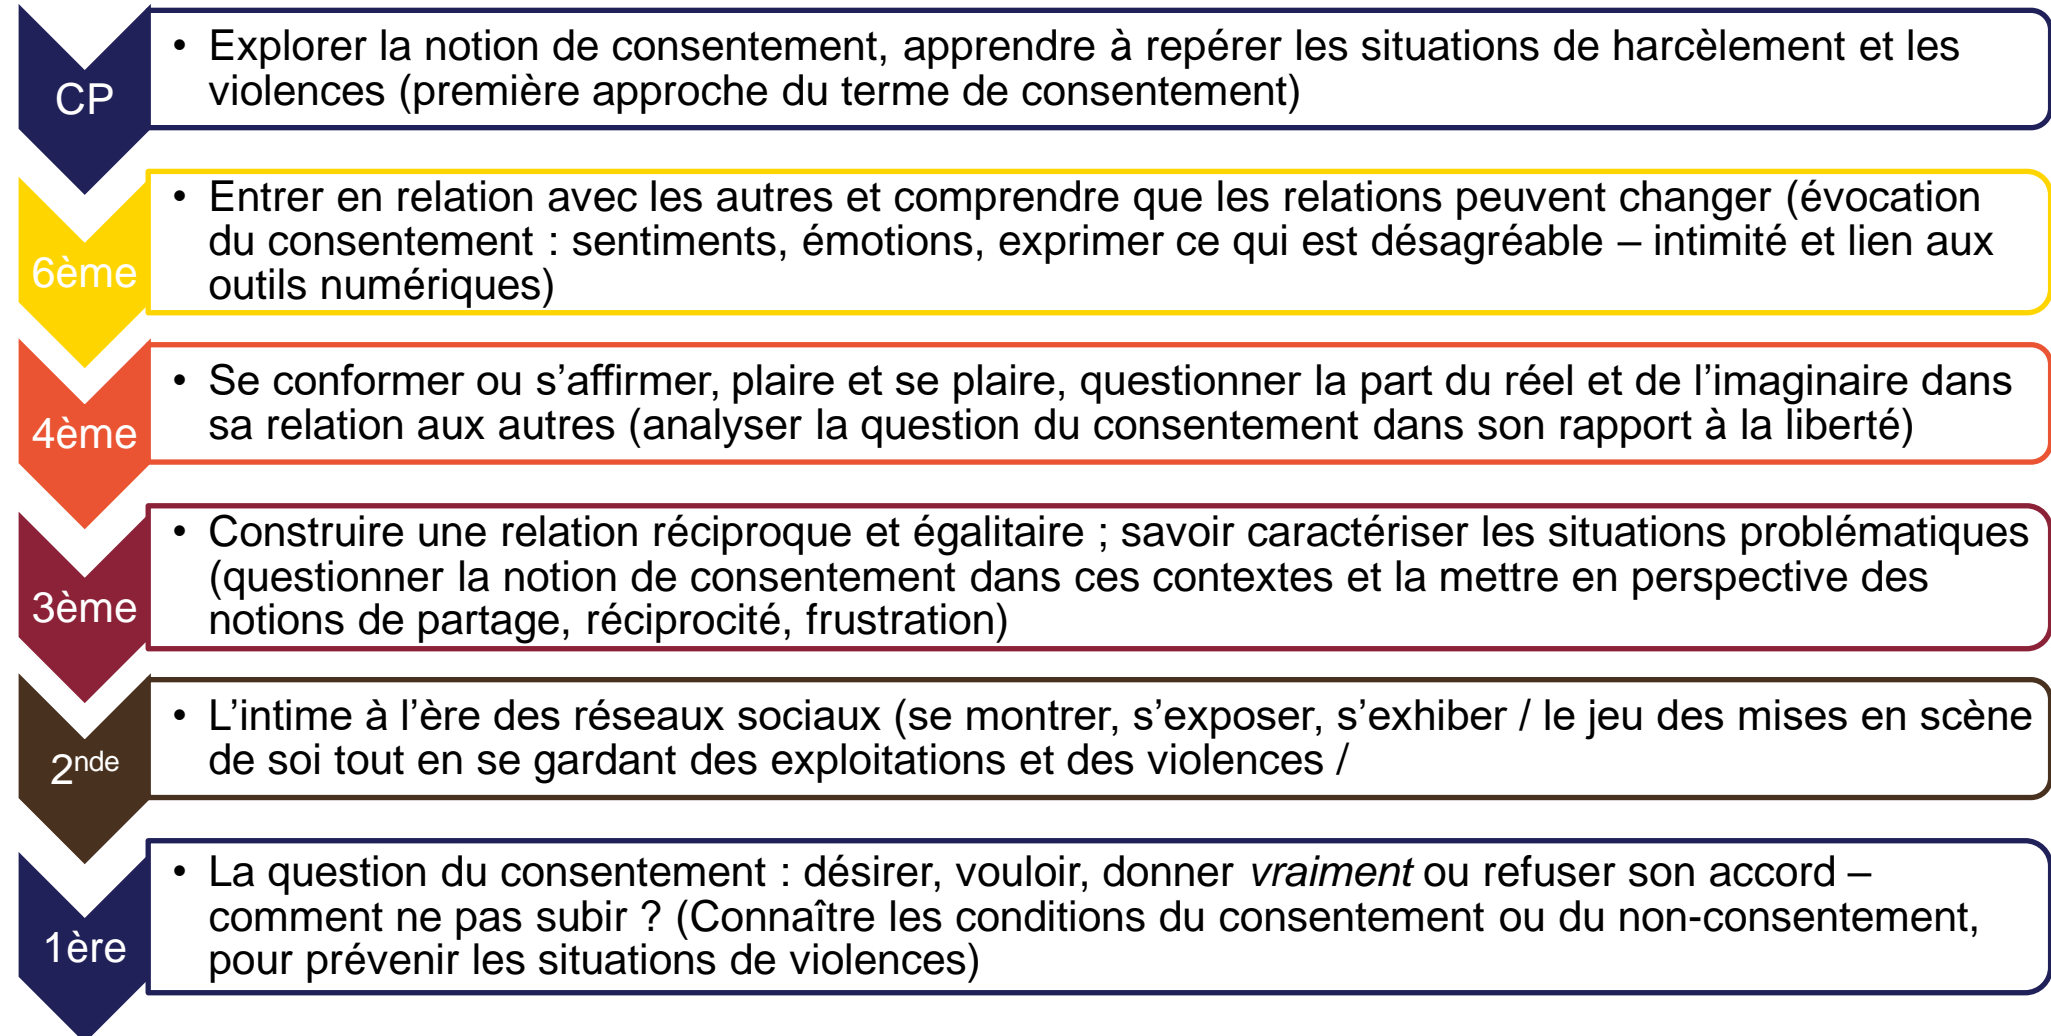 CP
• Explorer la notion de consentement, apprendre à repérer les situations de harcèlement et les
violences (première approche du terme de consentement)
6ème
• Entrer en relation avec les autres et comprendre que les relations peuvent changer (évocation
du consentement : sentiments, émotions, exprimer ce qui est désagréable – intimité et lien aux
outils numériques)
4ème
• Se conformer ou s’affirmer, plaire et se plaire, questionner la part du réel et de l’imaginaire dans
sa relation aux autres (analyser la question du consentement dans son rapport à la liberté)
3ème
• Construire une relation réciproque et égalitaire ; savoir caractériser les situations problématiques
(questionner la notion de consentement dans ces contextes et la mettre en perspective des
notions de partage, réciprocité, frustration)
2nde
• L’intime à l’ère des réseaux sociaux (se montrer, s’exposer, s’exhiber / le jeu des mises en scène
de soi tout en se gardant des exploitations et des violences /
1ère
• La question du consentement : désirer, vouloir, donner vraiment ou refuser son accord –
comment ne pas subir ? (Connaître les conditions du consentement ou du non-consentement,
pour prévenir les situations de violences)